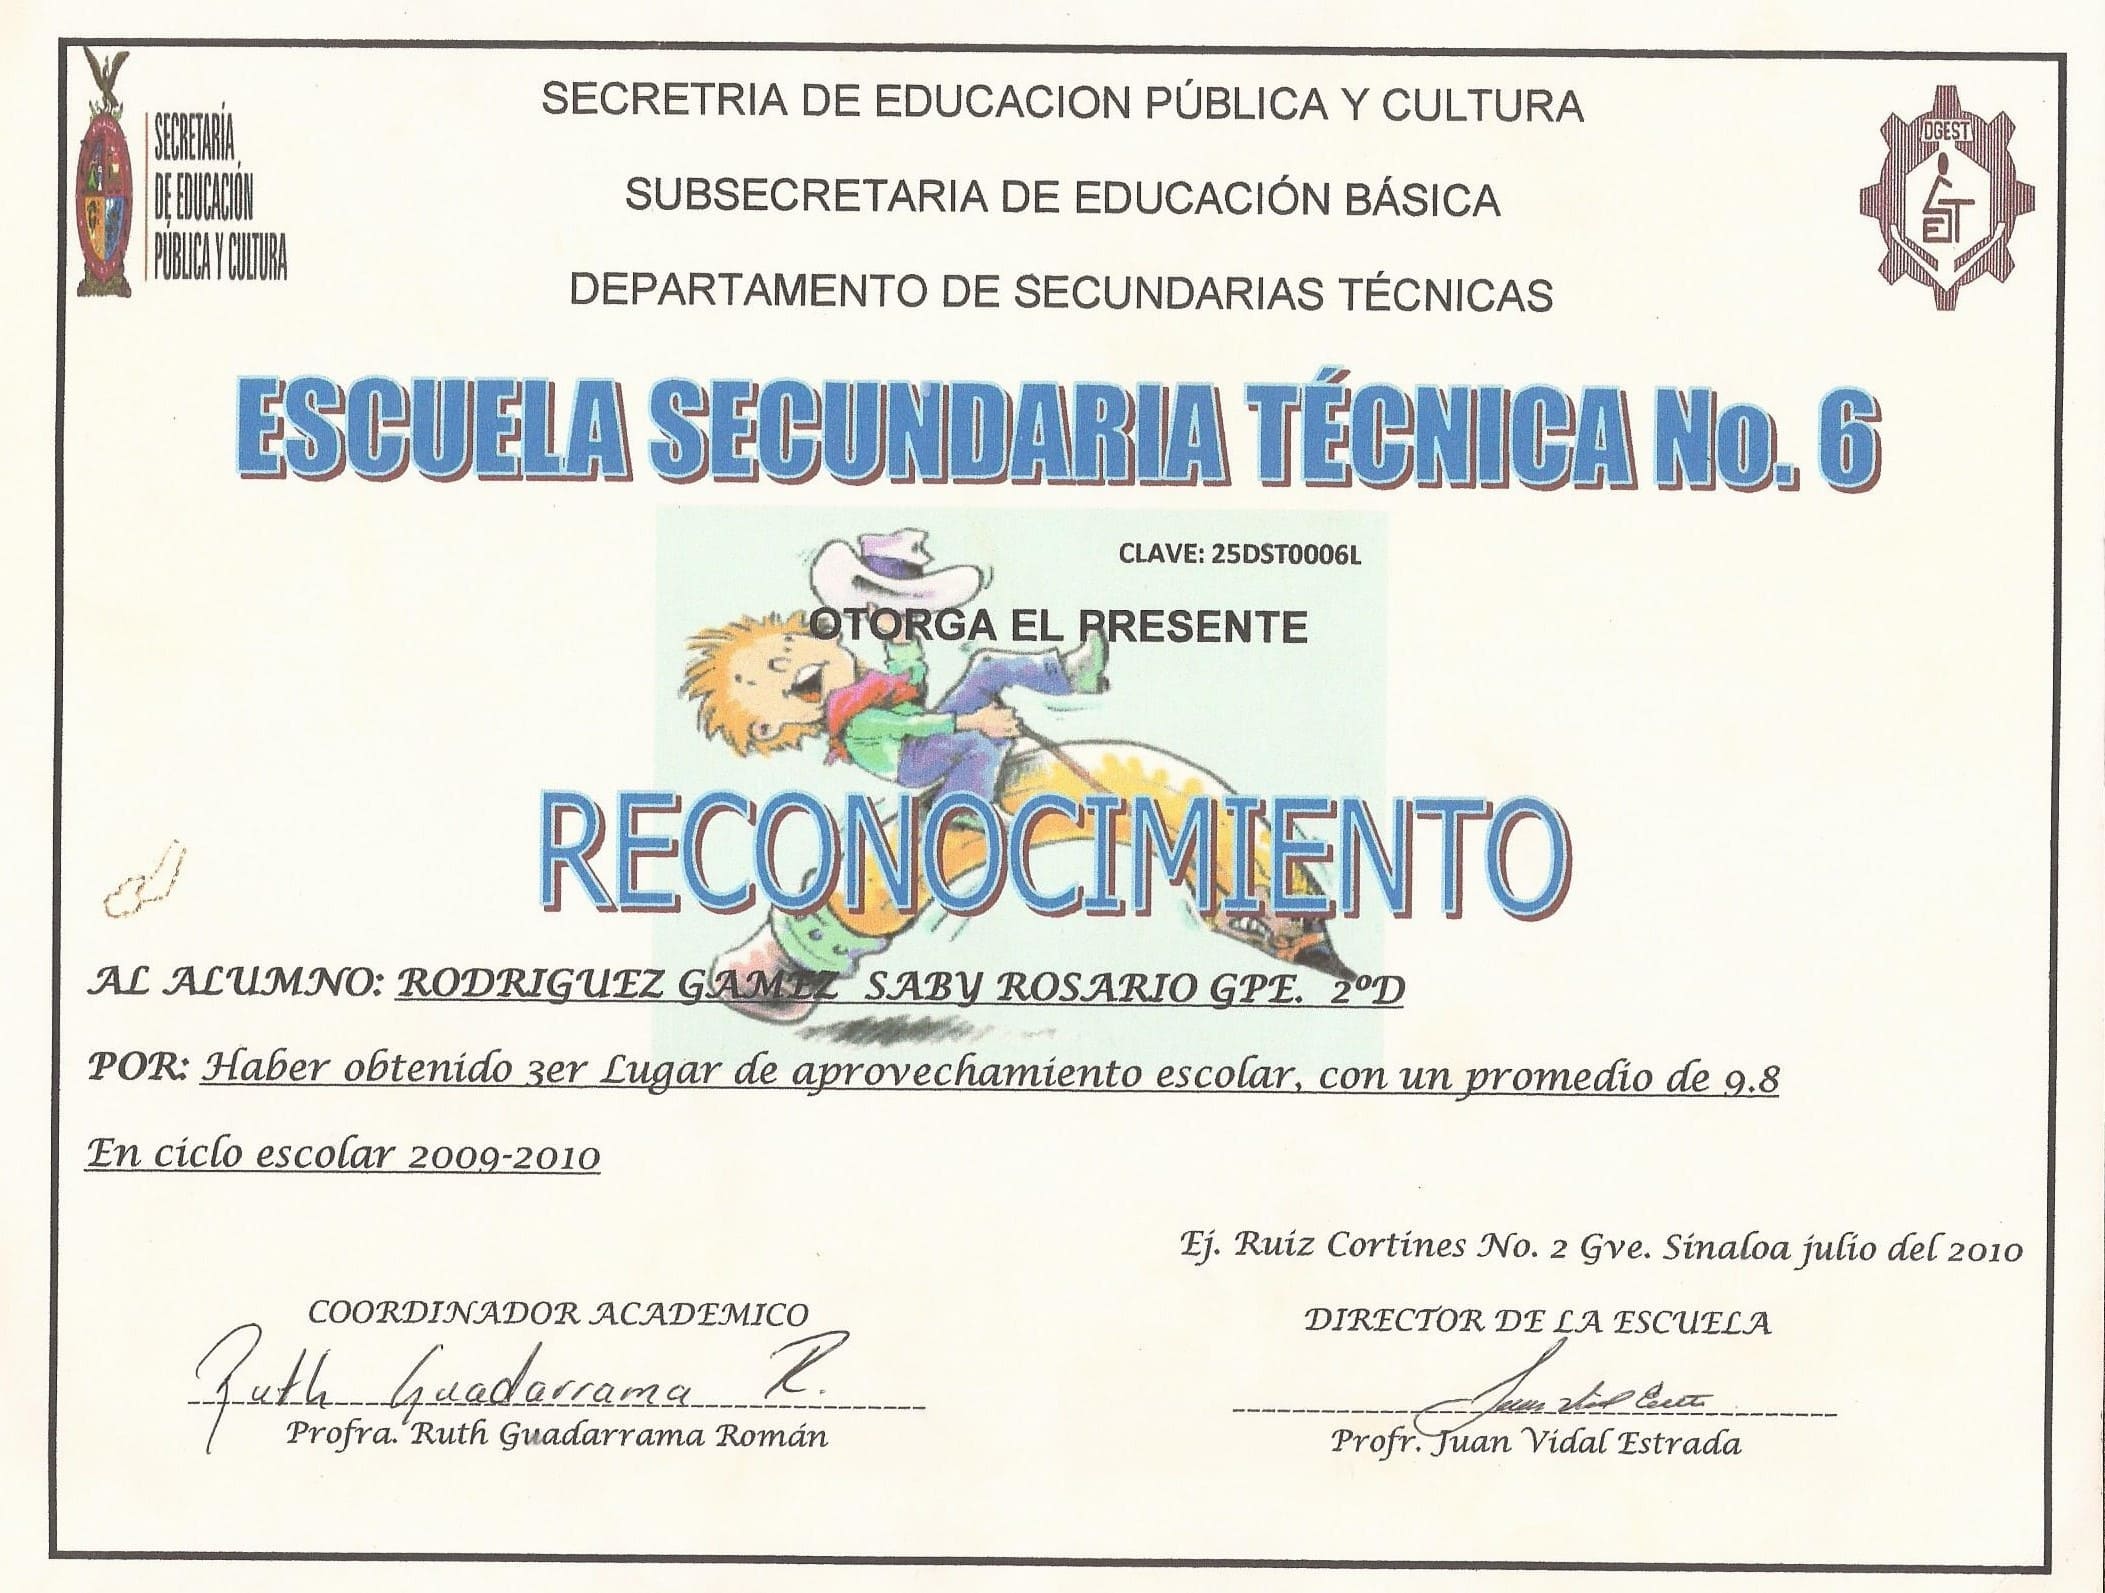 SECRETARÍA
DE EDUCACIÓN
PÚBLICA Y CULTURA
SECRETRIA DE EDUCACION PÚBLICA Y CULTURA
SUBSECRETARIA DE EDUCACIÓN BÁSICA
DEPARTAMENTO DE SECUNDARIAS TÉCNICAS
DGEST
EST
ESCUELA SECUNDARIA TÉCNICA No. 6
CLAVE: 25DST0006L
OTORGA EL PRESENTE
RECONOCIMIENTO
AL ALUMNO: RODRIGUEZ GAMEZ SABY ROSARIO GPE. 2ºD
POR: Haber obtenido 3er Lugar de aprovechamiento escolar, con un promedio de 9.8
En ciclo escolar 2009-2010
Ej. Ruiz Cortines No. 2 Gve. Sinaloa julio del 2010
COORDINADOR ACADEMICO
Ruth Guadarrama R.
Profra. Ruth Guadarrama Román
DIRECTOR DE LA ESCUELA
Juan Vidal Estrada
Profr. Juan Vidal Estrada